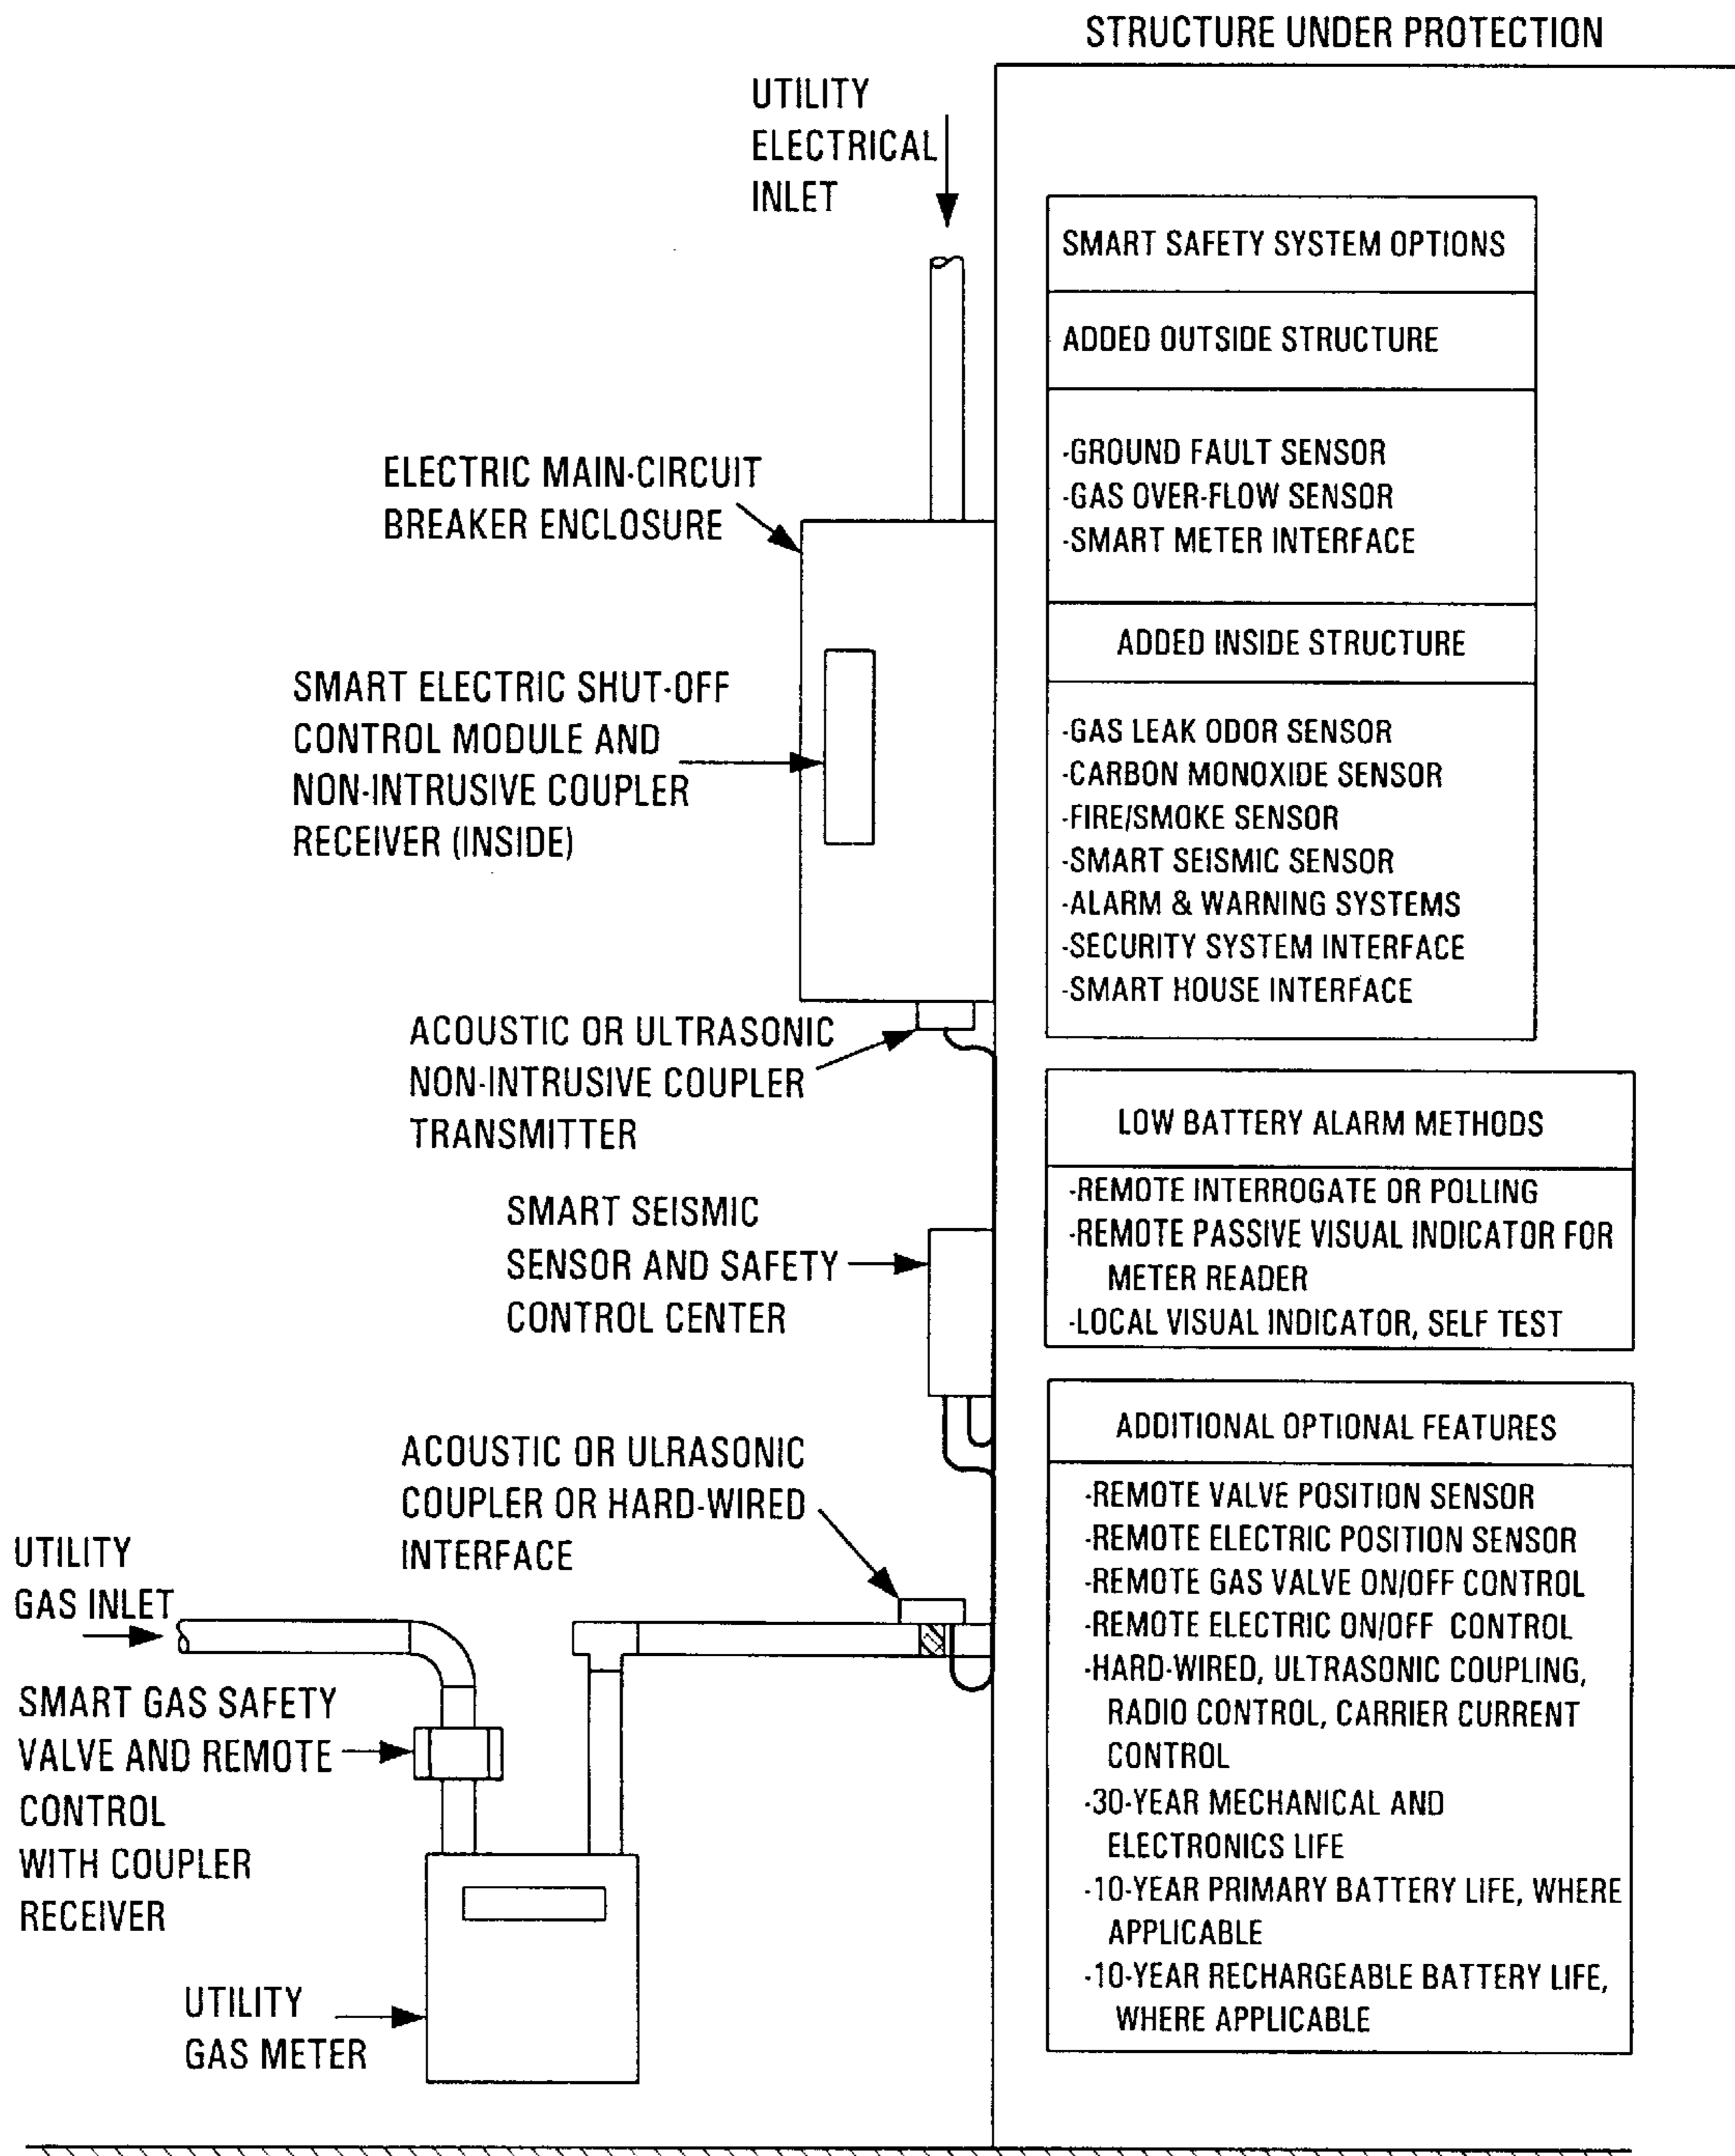 STRUCTURE UNDER PROTECTION
UTILITY
ELECTRICAL
INLET
ELECTRIC MAIN-CIRCUIT
BREAKER ENCLOSURE
SMART ELECTRIC SHUT-OFF
CONTROL MODULE AND
NON-INTRUSIVE COUPLER
RECEIVER (INSIDE)
ACOUSTIC OR ULTRASONIC
NON-INTRUSIVE COUPLER
TRANSMITTER
SMART SEISMIC
SENSOR AND SAFETY
CONTROL CENTER
ACOUSTIC OR ULRASONIC
COUPLER OR HARD-WIRED
INTERFACE
UTILITY
GAS INLET
SMART GAS SAFETY
VALVE AND REMOTE
CONTROL
WITH COUPLER
RECEIVER
UTILITY
GAS METER
SMART SAFETY SYSTEM OPTIONS
ADDED OUTSIDE STRUCTURE
-GROUND FAULT SENSOR
-GAS OVER-FLOW SENSOR
-SMART METER INTERFACE
ADDED INSIDE STRUCTURE
-GAS LEAK ODOR SENSOR
-CARBON MONOXIDE SENSOR
-FIRE/SMOKE SENSOR
-SMART SEISMIC SENSOR
-ALARM & WARNING SYSTEMS
-SECURITY SYSTEM INTERFACE
-SMART HOUSE INTERFACE
LOW BATTERY ALARM METHODS
-REMOTE INTERROGATE OR POLLING
-REMOTE PASSIVE VISUAL INDICATOR FOR
METER READER
-LOCAL VISUAL INDICATOR, SELF TEST
ADDITIONAL OPTIONAL FEATURES
-REMOTE VALVE POSITION SENSOR
-REMOTE ELECTRIC POSITION SENSOR
-REMOTE GAS VALVE ON/OFF CONTROL
-REMOTE ELECTRIC ON/OFF CONTROL
-HARD-WIRED, ULTRASONIC COUPLING,
RADIO CONTROL, CARRIER CURRENT
CONTROL
-30-YEAR MECHANICAL AND
ELECTRONICS LIFE
-10-YEAR PRIMARY BATTERY LIFE, WHERE
APPLICABLE
-10-YEAR RECHARGEABLE BATTERY LIFE,
WHERE APPLICABLE